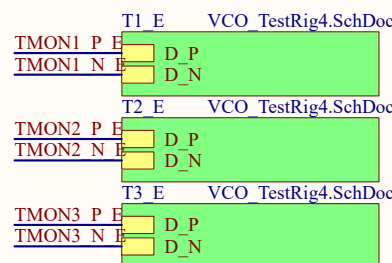 T1_E VCO_TestRig4.SchDoc
TMON1_P_E
D_P
TMON1_N_E
D_N
T2_E VCO_TestRig4.SchDoc
TMON2_P_E
D_P
TMON2_N_E
D_N
T3_E VCO_TestRig4.SchDoc
TMON3_P_E
D_P
TMON3_N_E
D_N